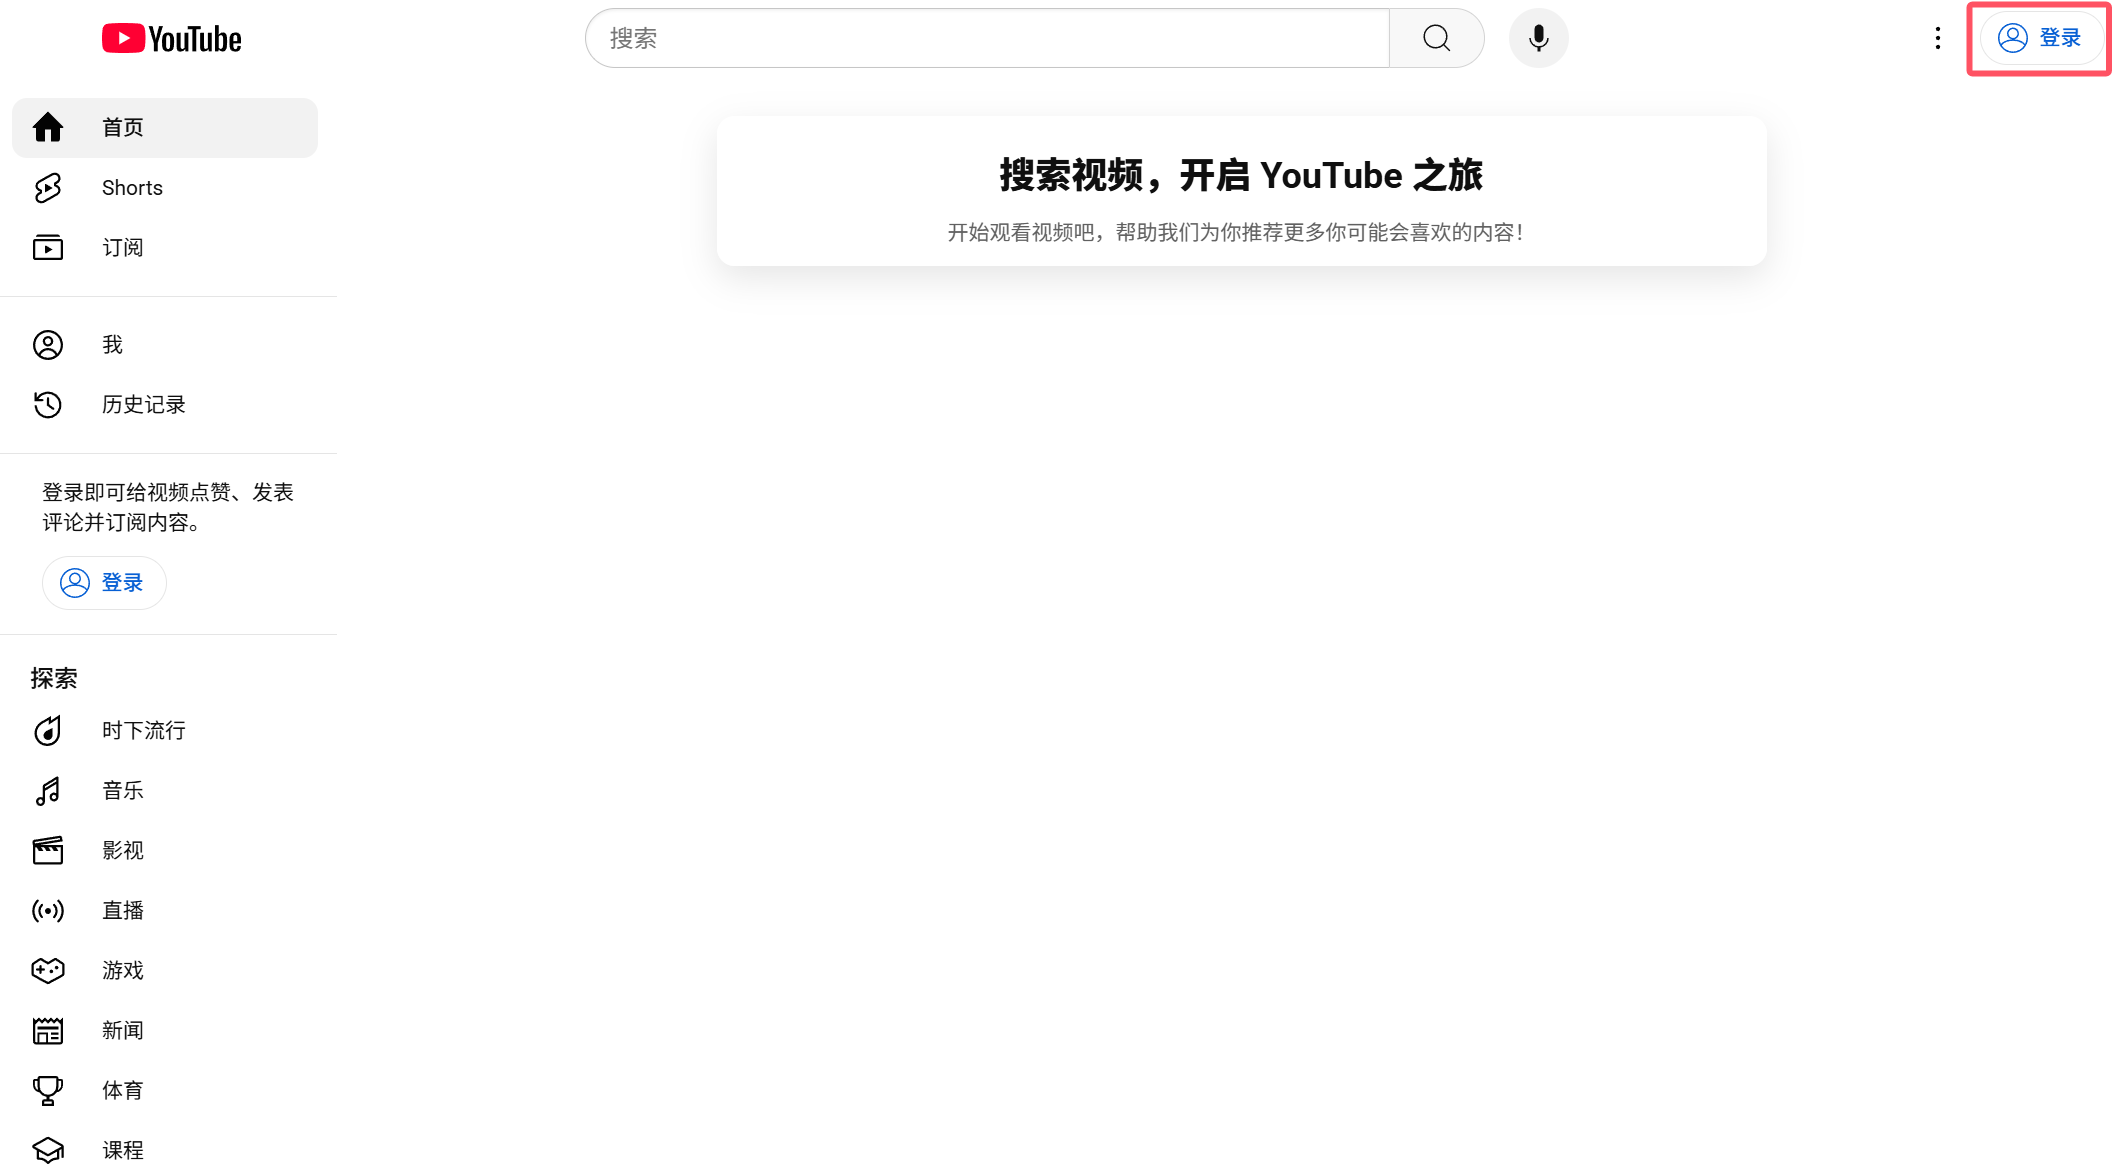 YouTube
搜索
登录
首页
Shorts
订阅
我
历史记录
登录即可给视频点赞、发表
评论并订阅内容。
登录
探索
时下流行
音乐
影视
直播
游戏
新闻
体育
课程
搜索视频，开启 YouTube 之旅
开始观看视频吧，帮助我们为你推荐更多你可能会喜欢的内容！